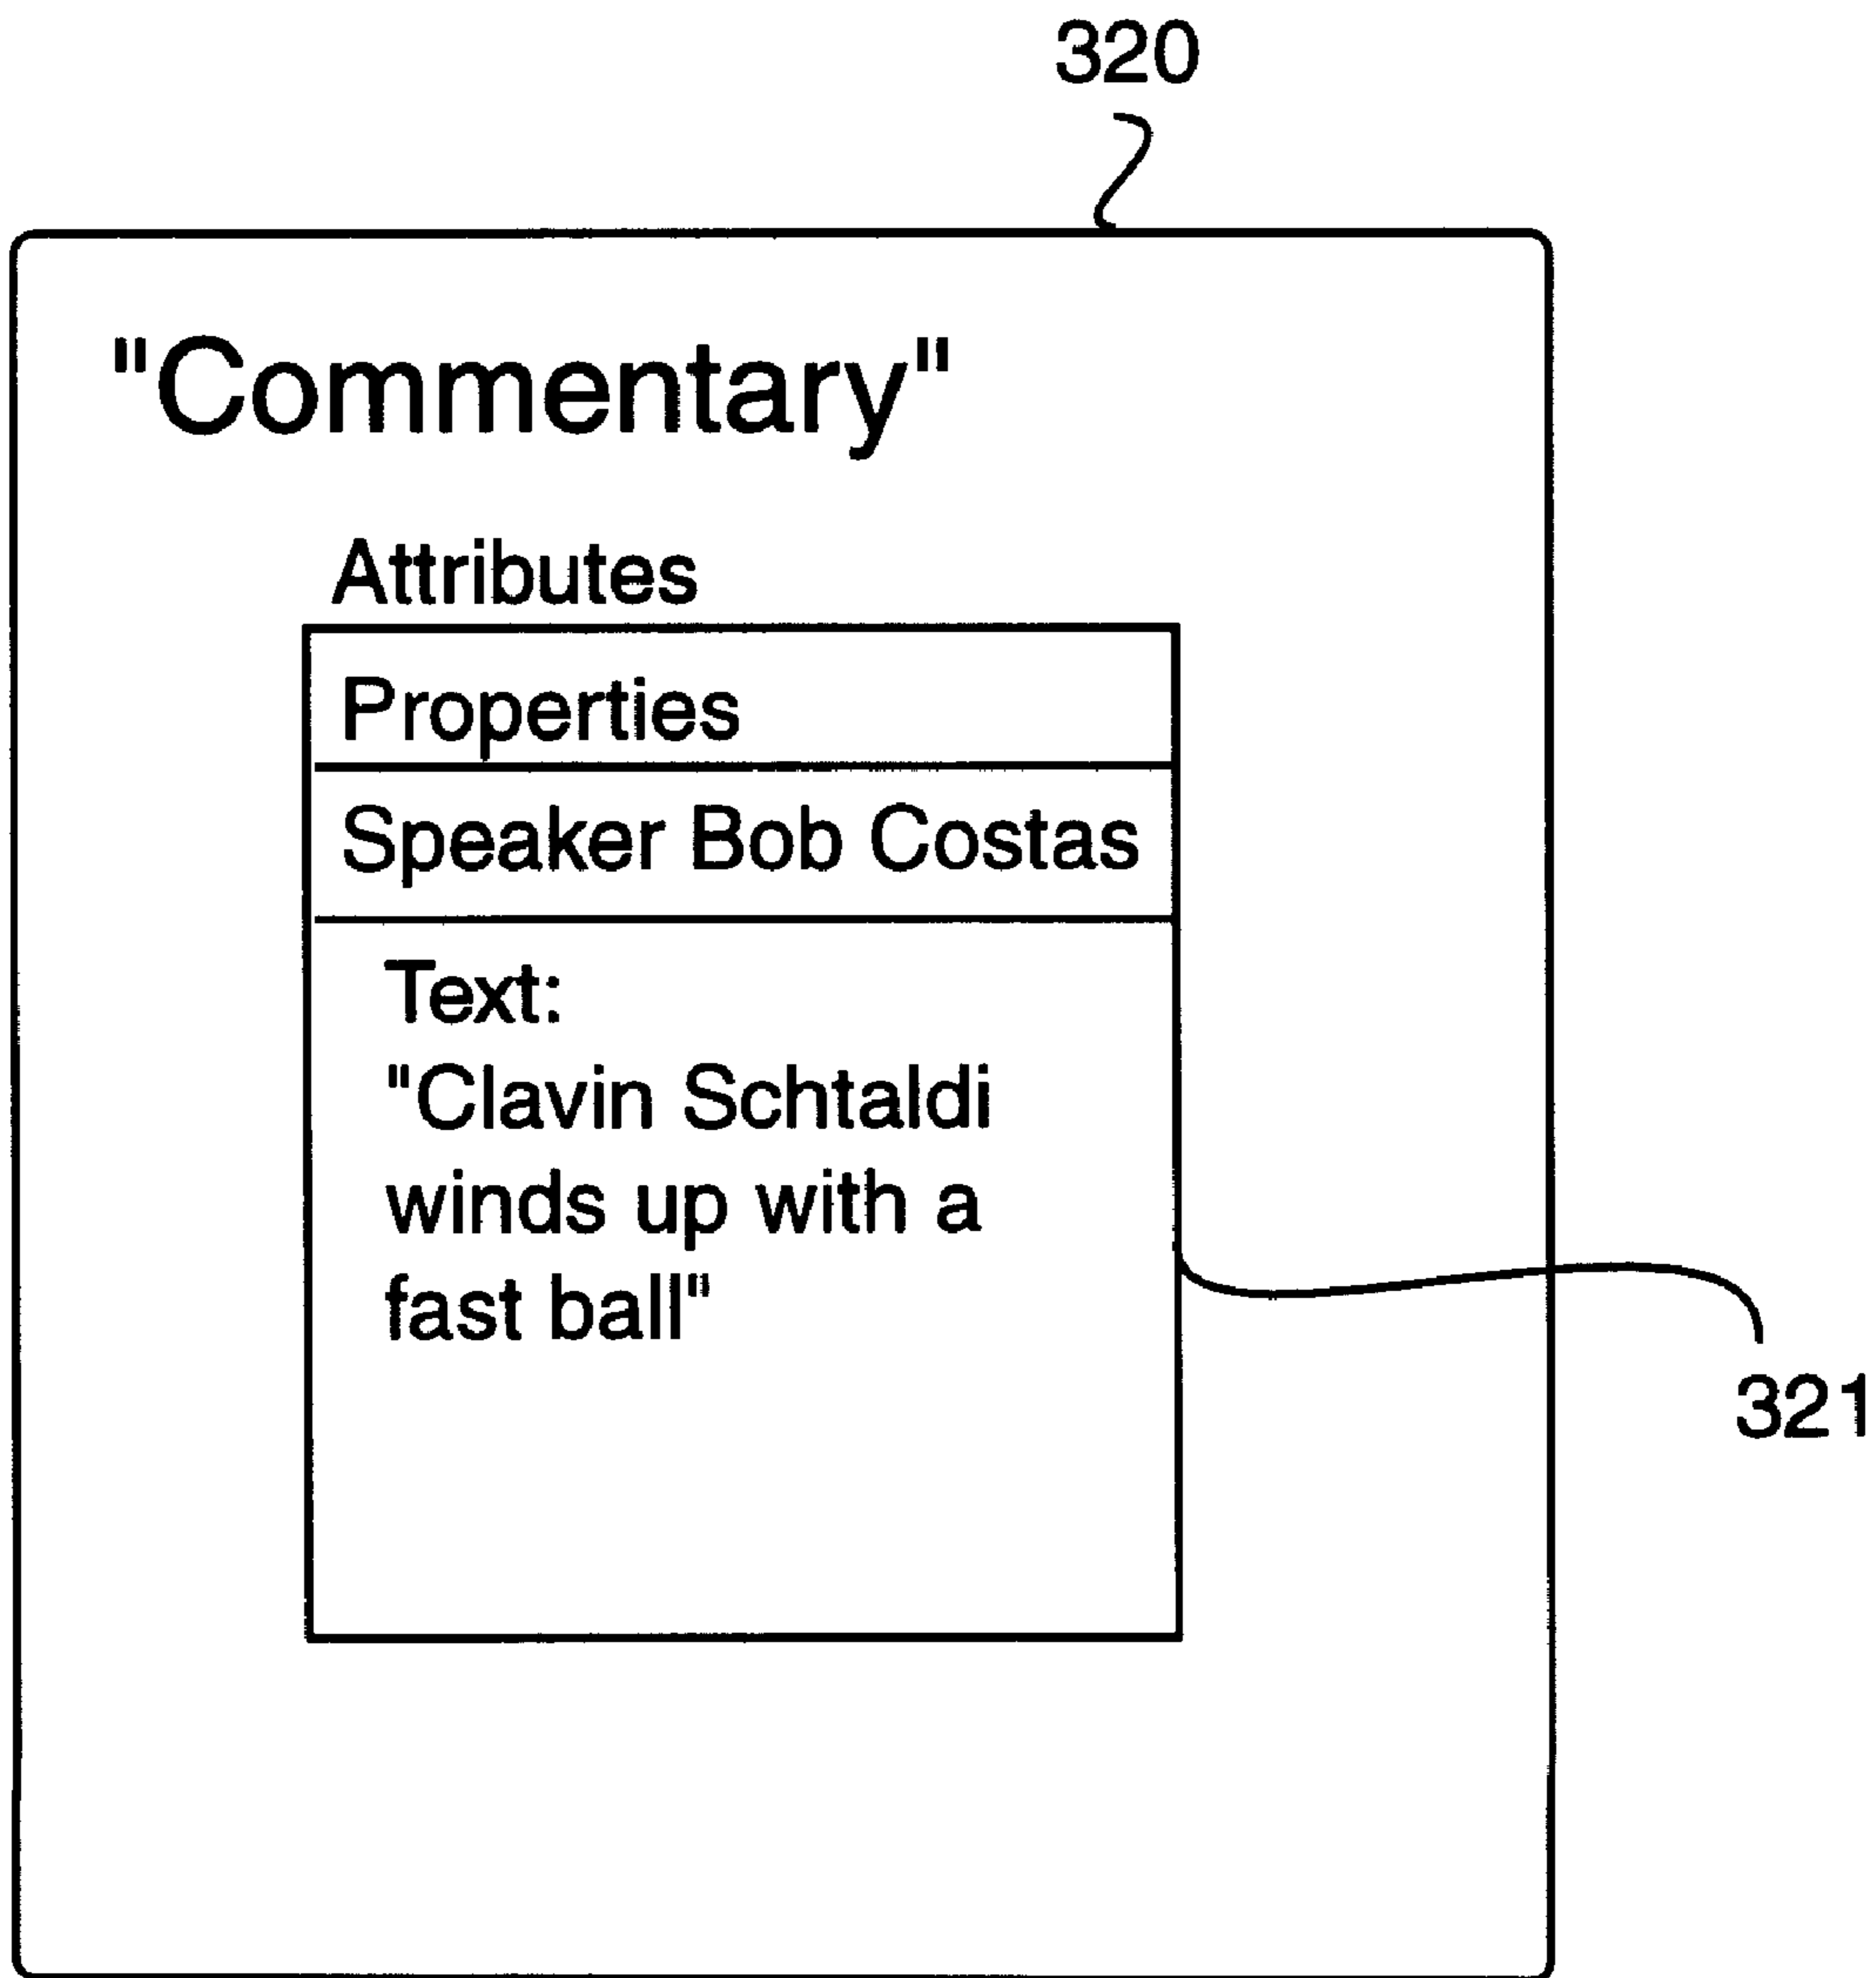 320
"Commentary"
Attributes
Properties
Speaker Bob Costas
Text:
"Clavin Schtaldi
winds up with a
fast ball"
321